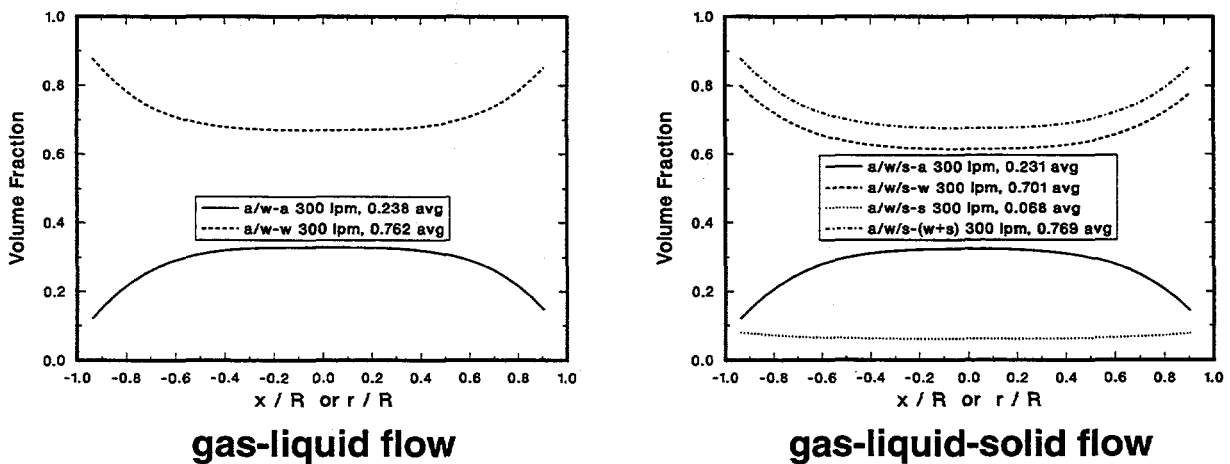 1.0
0.8
0.6
0.4
0.2
0.0
Volume Fraction
a/w-a 300 lpm, 0.238 avg
a/w-w 300 lpm, 0.762 avg
-1.0 -0.8 -0.6 -0.4 -0.2 0.0 0.2 0.4 0.6 0.8 1.0
x / R or r / R
gas-liquid flow
1.0
0.8
0.6
0.4
0.2
0.0
Volume Fraction
a/w/s-a 300 lpm, 0.231 avg
a/w/s-w 300 lpm, 0.701 avg
a/w/s-s 300 lpm, 0.068 avg
a/w/s-(w+s) 300 lpm, 0.769 avg
-1.0 -0.8 -0.6 -0.4 -0.2 0.0 0.2 0.4 0.6 0.8 1.0
x / R or r / R
gas-liquid-solid flow